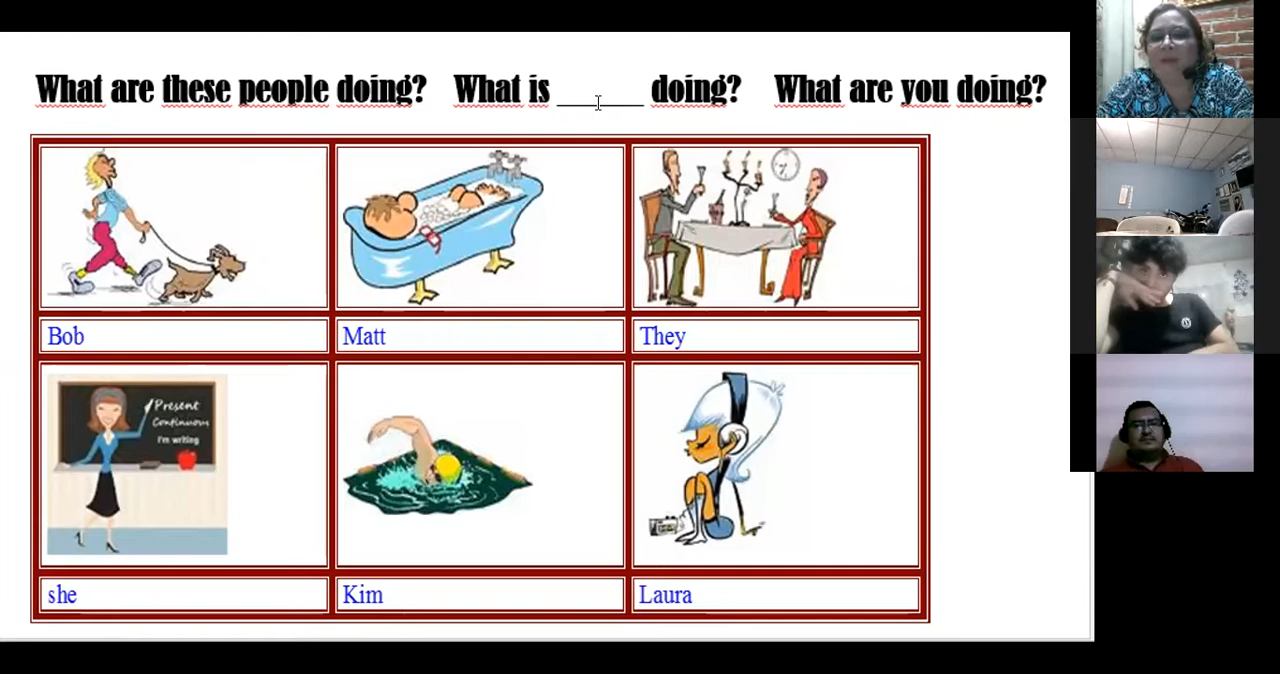 What are these people doing? What is ______ doing? What are you doing?
Bob
Matt
They
Present
Continuous
I'm writing
she
Kim
Laura